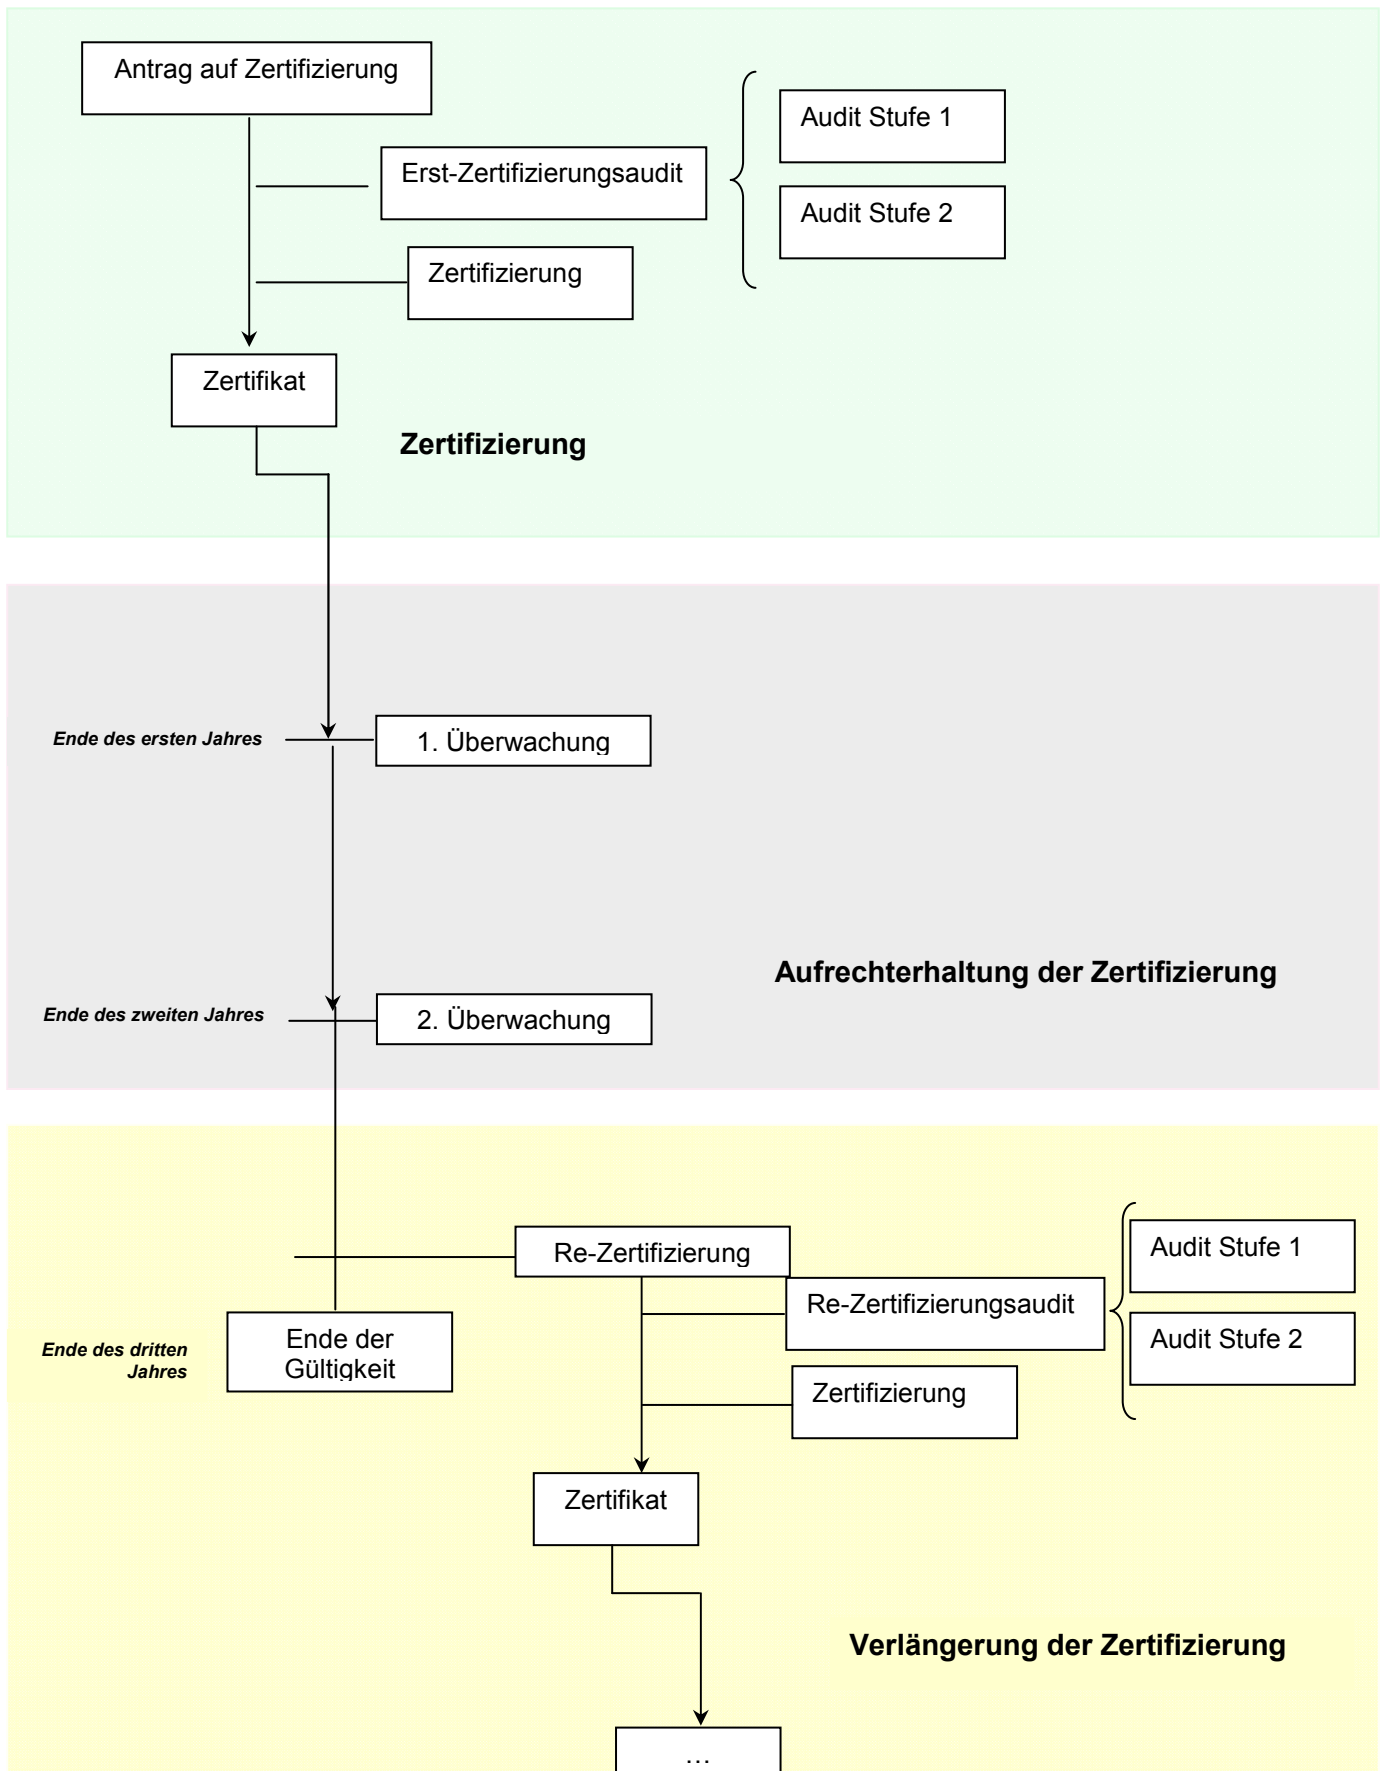 Antrag auf Zertifizierung
Audit Stufe 1
Erst-Zertifizierungsaudit
Audit Stufe 2
Zertifizierung
Zertifikat
Zertifizierung
Ende des ersten Jahres
1. Überwachung
Aufrechterhaltung der Zertifizierung
Ende des zweiten Jahres
2. Überwachung
Re-Zertifizierung
Audit Stufe 1
Re-Zertifizierungsaudit
Ende des dritten
Jahres
Ende der
Gültigkeit
Audit Stufe 2
Zertifizierung
Zertifikat
Verlängerung der Zertifizierung
…